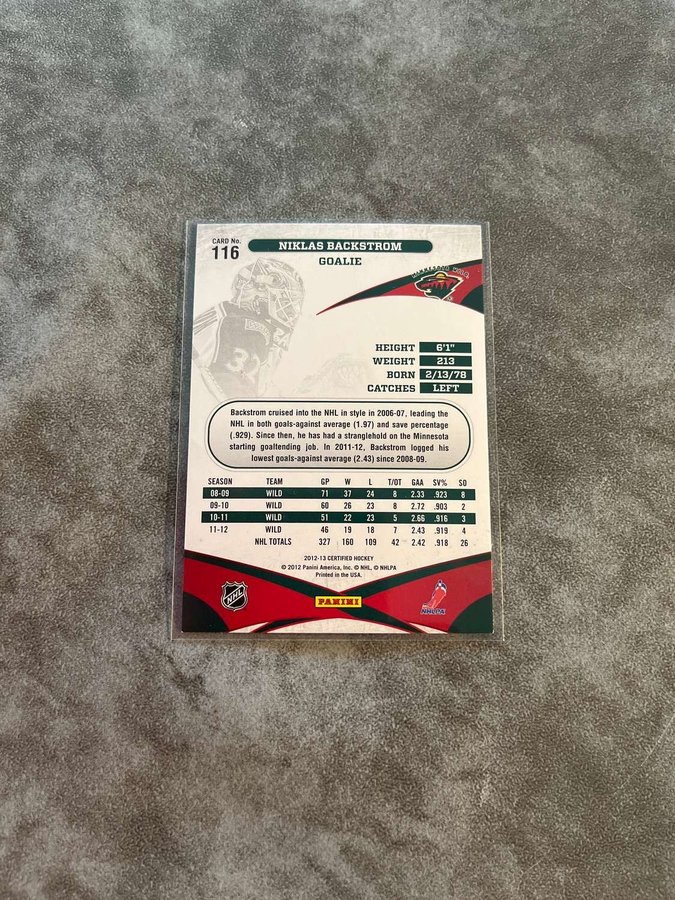 CARD No.
116
NIKLAS BACKSTROM
GOALIE
MINNESOTA WILD
HEIGHT 6'1"
WEIGHT 213
BORN 2/13/78
CATCHES LEFT
Backstrom cruised into the NHL in style in 2006-07, leading the
NHL in both goals-against average (1.97) and save percentage
(.929). Since then, he has had a stranglehold on the Minnesota
starting goaltending job. In 2011-12, Backstrom logged his
lowest goals-against average (2.43) since 2008-09.
SEASON TEAM GP W L T/OT GAA SV% SO
08-09 WILD 71 37 24 8 2.33 .923 8
09-10 WILD 60 26 23 8 2.72 .903 2
10-11 WILD 51 22 23 5 2.66 .916 3
11-12 WILD 46 19 18 7 2.43 .919 4
NHL TOTALS 327 160 109 42 2.42 .918 26
2012-13 CERTIFIED HOCKEY
© 2012 Panini America, Inc. © NHL, © NHLPA
Printed in the USA.
NHL
PANINI
NHLPA